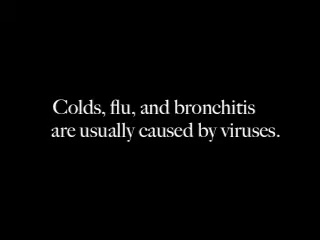 Colds, flu, and bronchitis
are usually caused by viruses.